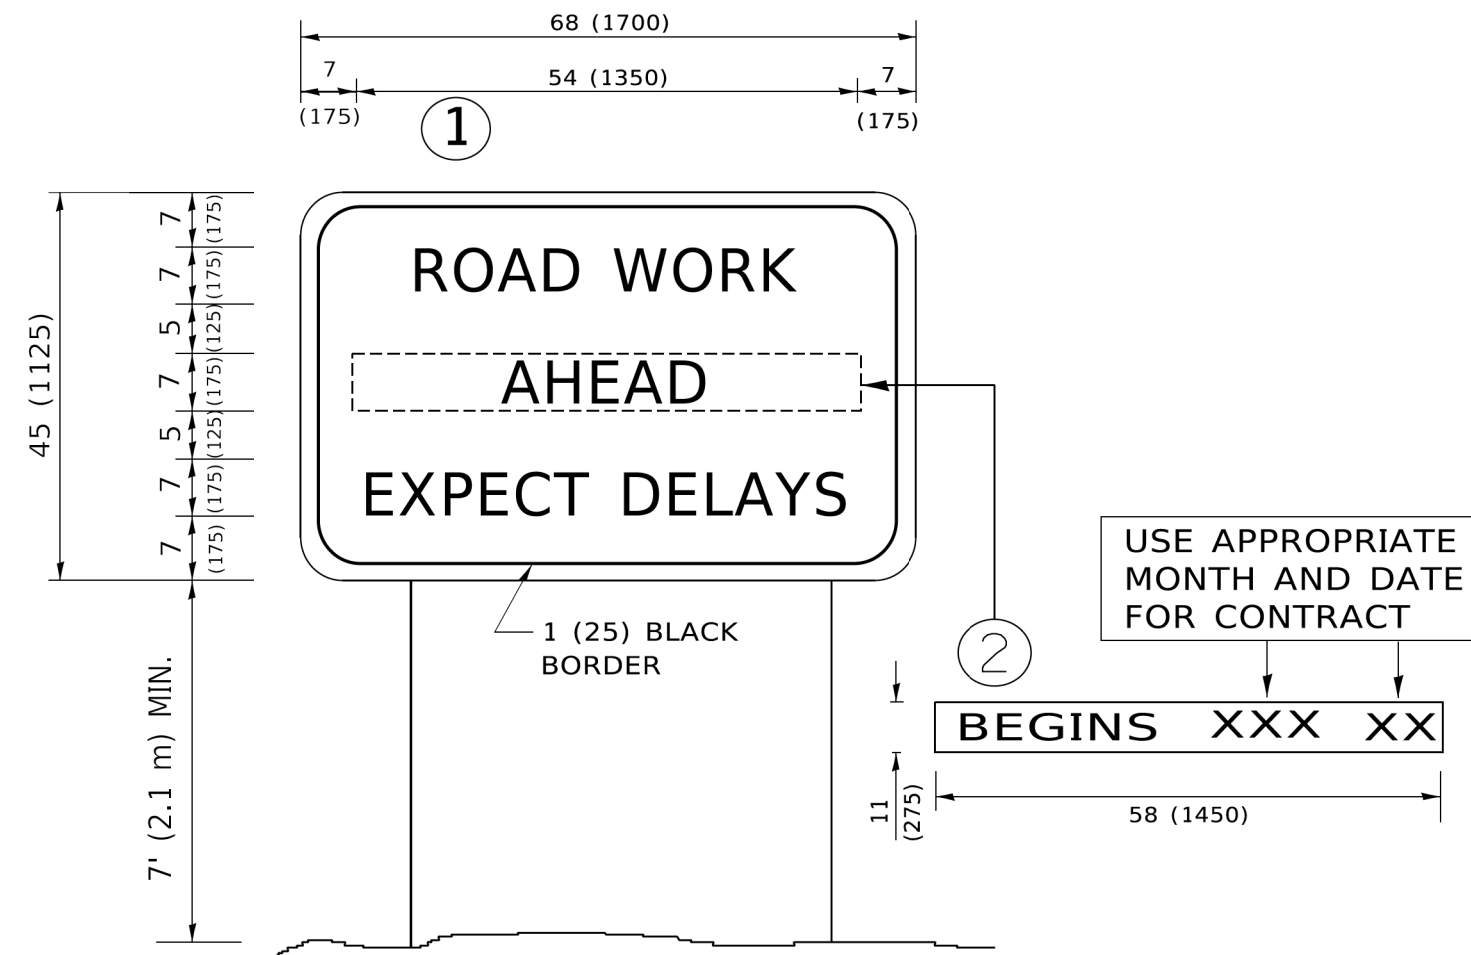 68 (1700)
7
54 (1350)
7
(175)
(175)
1
45 (1125)
7 (175)
7 (175)
5 (125)
7 (175)
5 (125)
7 (175)
7 (175)
ROAD WORK
AHEAD
EXPECT DELAYS
1 (25) BLACK
BORDER
7' (2.1 m) MIN.
2
USE APPROPRIATE
MONTH AND DATE
FOR CONTRACT
BEGINS XXX XX
11
(275)
58 (1450)